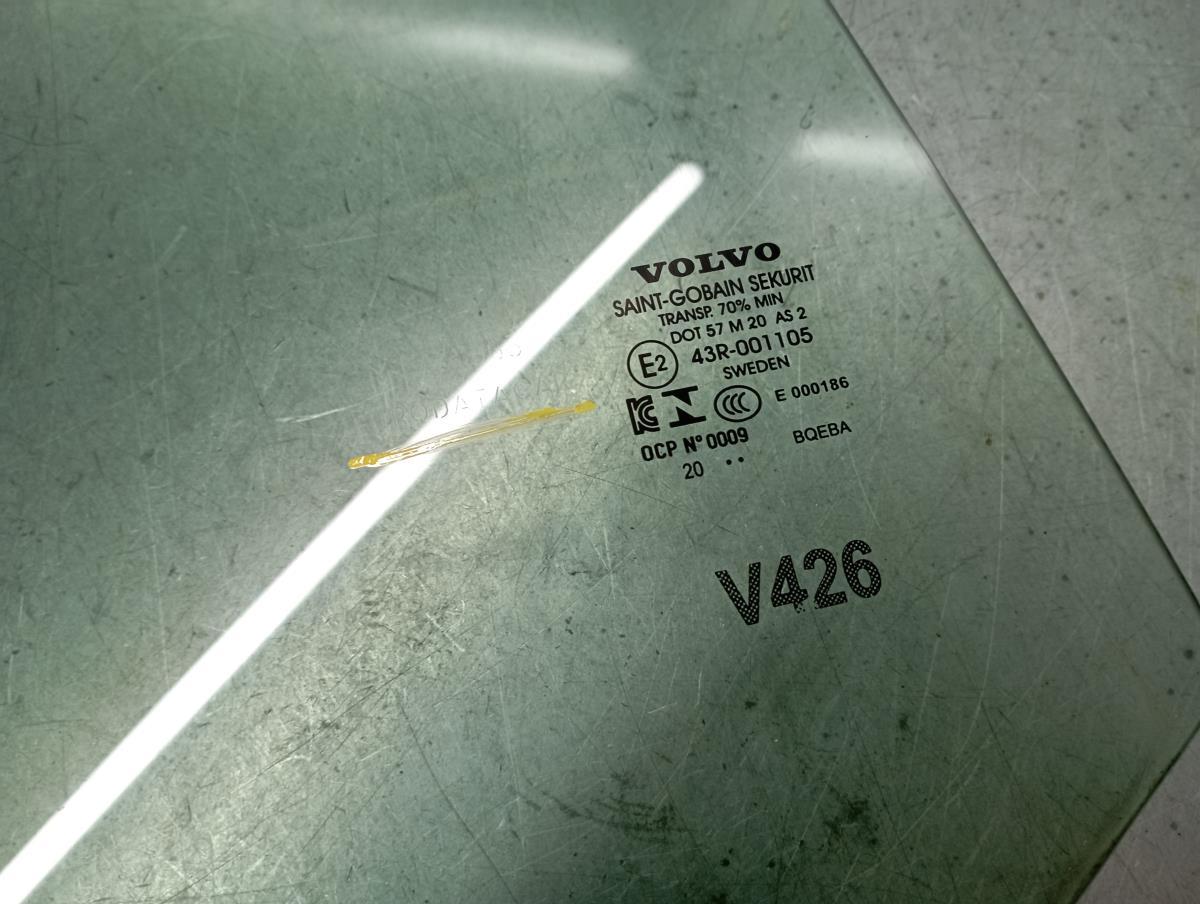 VOLVO
SAINT-GOBAIN SEKURIT
TRANSP. 70% MIN
DOT 57 M 20 AS 2
E2 43R-001105
SWEDEN
E 000186
OCP N° 0009
BQEBA
20 ..
V426